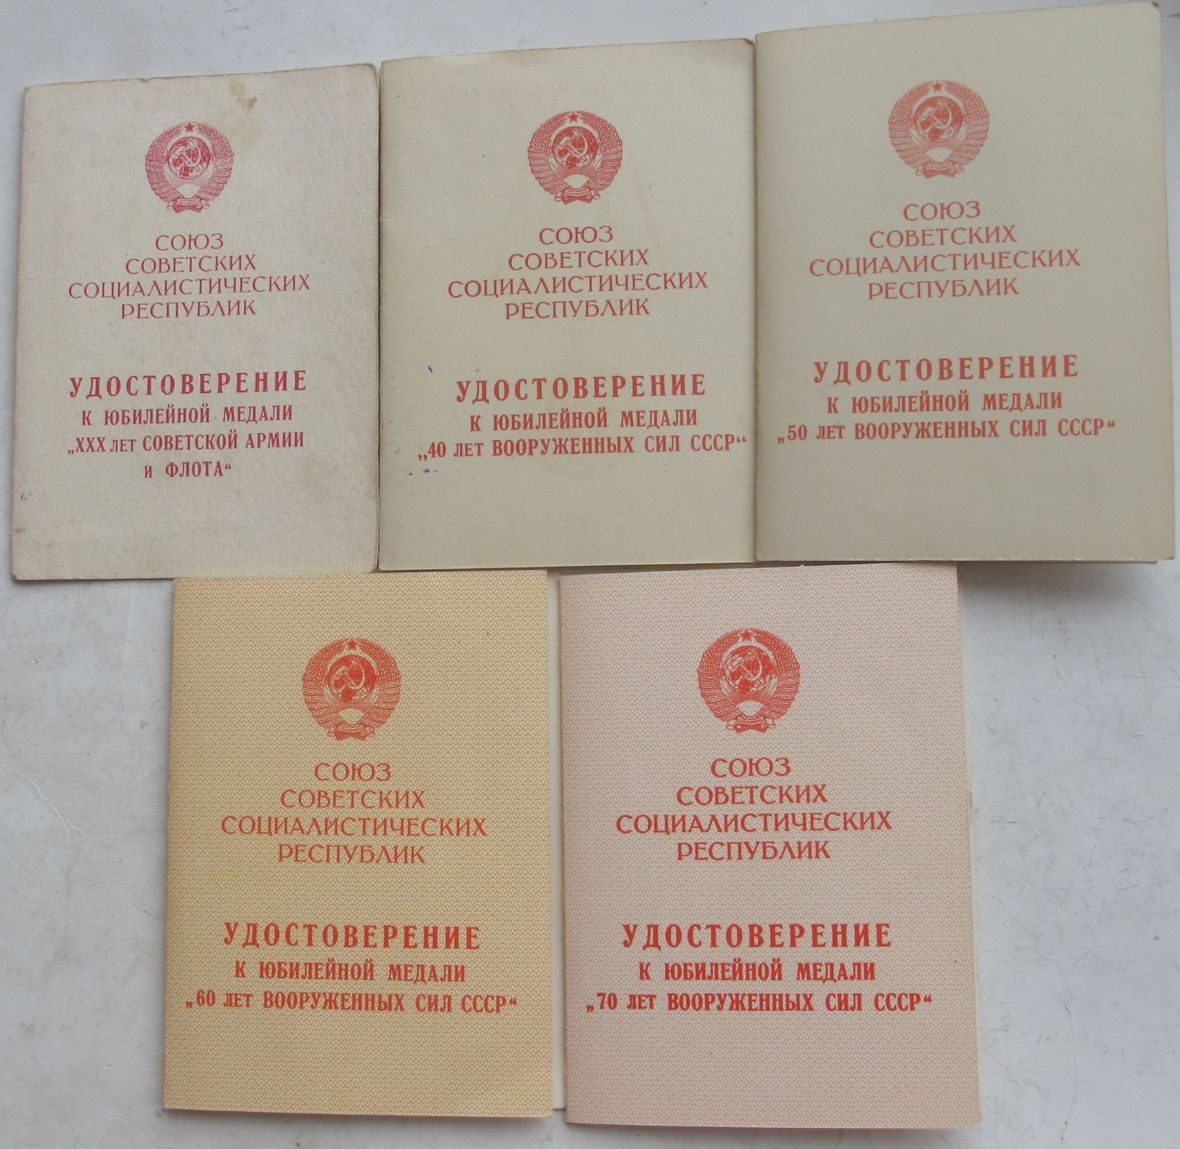 СОЮЗ
СОВЕТСКИХ
СОЦИАЛИСТИЧЕСКИХ
РЕСПУБЛИК
УДОСТОВЕРЕНИЕ
К ЮБИЛЕЙНОЙ МЕДАЛИ
„XXX лет СОВЕТСКОЙ АРМИИ
и ФЛОТА“
СОЮЗ
СОВЕТСКИХ
СОЦИАЛИСТИЧЕСКИХ
РЕСПУБЛИК
УДОСТОВЕРЕНИЕ
К ЮБИЛЕЙНОЙ МЕДАЛИ
„40 лет ВООРУЖЕННЫХ СИЛ СССР“
СОЮЗ
СОВЕТСКИХ
СОЦИАЛИСТИЧЕСКИХ
РЕСПУБЛИК
УДОСТОВЕРЕНИЕ
К ЮБИЛЕЙНОЙ МЕДАЛИ
„50 лет ВООРУЖЕННЫХ СИЛ СССР“
СОЮЗ
СОВЕТСКИХ
СОЦИАЛИСТИЧЕСКИХ
РЕСПУБЛИК
УДОСТОВЕРЕНИЕ
К ЮБИЛЕЙНОЙ МЕДАЛИ
„60 лет ВООРУЖЕННЫХ СИЛ СССР“
СОЮЗ
СОВЕТСКИХ
СОЦИАЛИСТИЧЕСКИХ
РЕСПУБЛИК
УДОСТОВЕРЕНИЕ
К ЮБИЛЕЙНОЙ МЕДАЛИ
„70 лет ВООРУЖЕННЫХ СИЛ СССР“